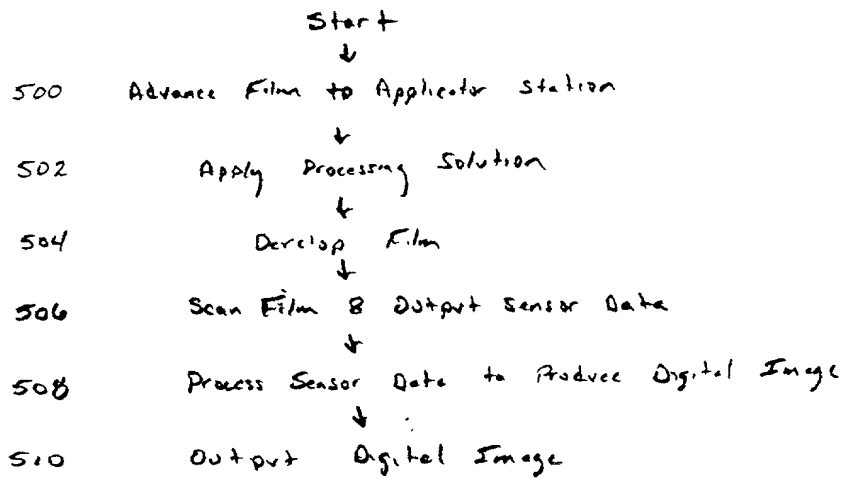 Start
↓
500 Advance Film to Applicator Station
↓
502 Apply Processing Solution
↓
504 Develop Film
↓
506 Scan Film & Output Sensor Data
↓
508 Process Sensor Data to Produce Digital Image
↓
510 Output Digital Image